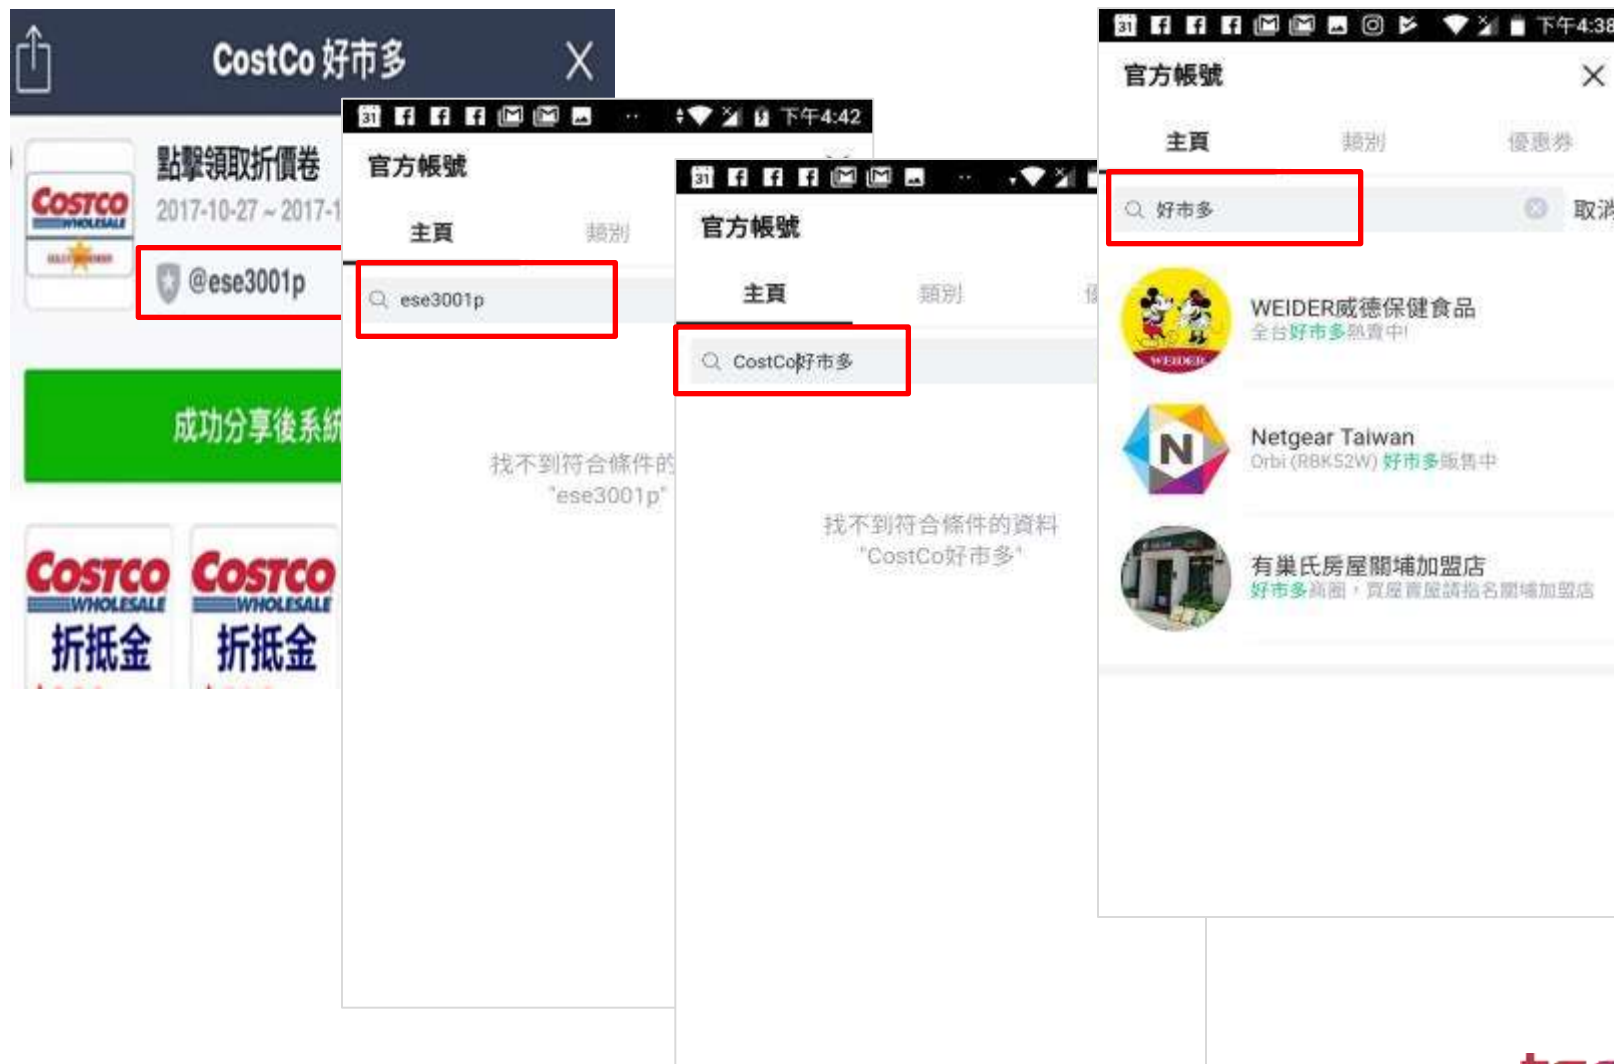 CostCo 好市多
COSTCO
WHOLESALE
點擊領取折價卷
2017-10-27 ~ 2017-1
@ese3001p
成功分享後系統
COSTCO
WHOLESALE
折抵金
COSTCO
WHOLESALE
折抵金
31 下午4:42
官方帳號
主頁 類別
ese3001p
找不到符合條件的
"ese3001p"
31
官方帳號
主頁 類別
CostCo好市多
找不到符合條件的資料
"CostCo好市多"
31 下午4:38
官方帳號
主頁 類別 優惠券
好市多 取消
WEIDER
WEIDER威德保健食品
全台好市多熱賣中!
N
Netgear Taiwan
Orbi (RBK52W) 好市多販售中
有巢氏房屋關埔加盟店
好市多商圈，買屋賣屋請指名關埔加盟店